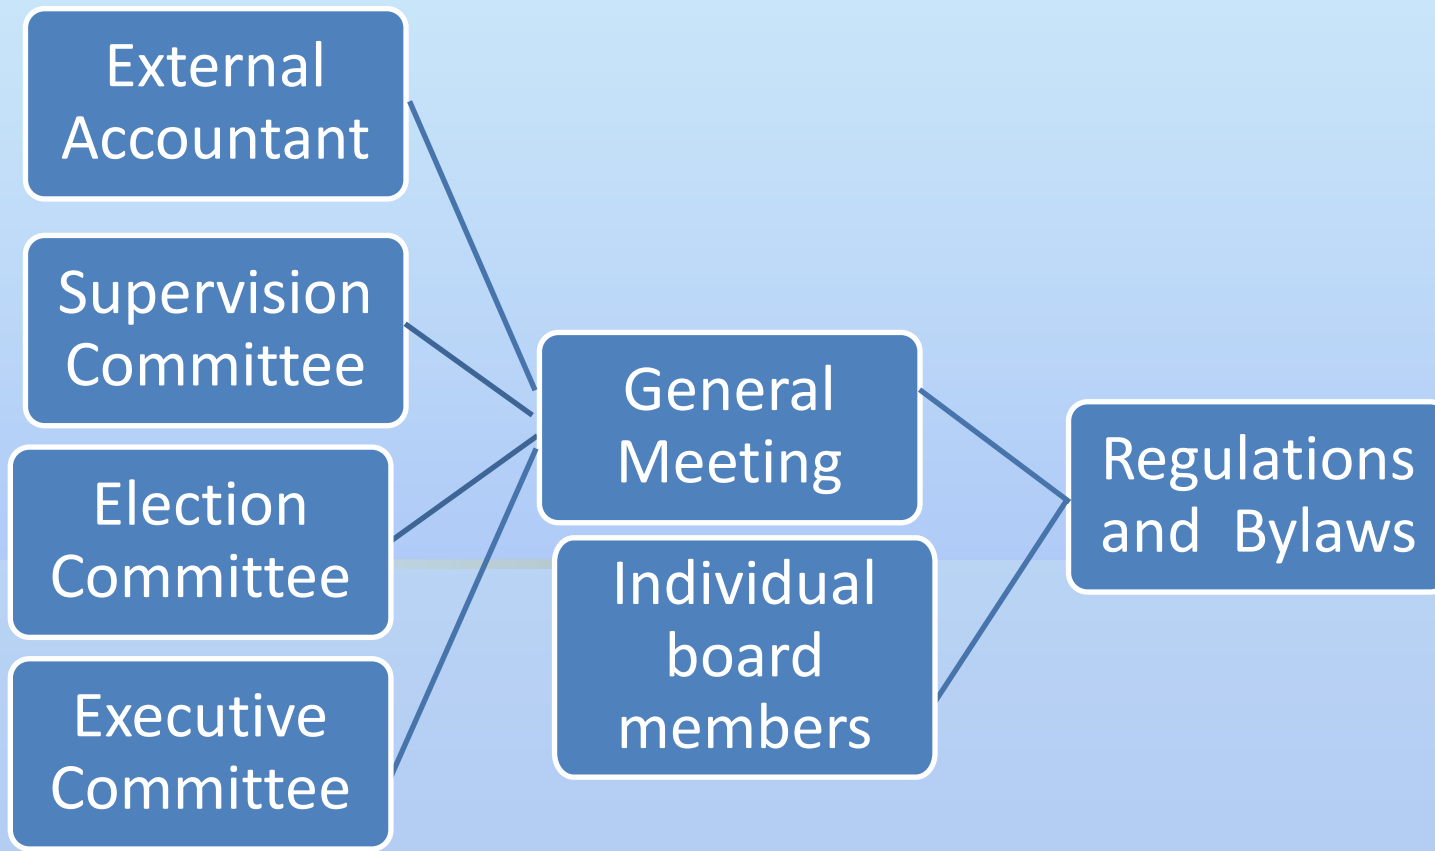 External
Accountant
Supervision
Committee
Election
Committee
Executive
Committee
General
Meeting
Individual
board
members
Regulations
and Bylaws